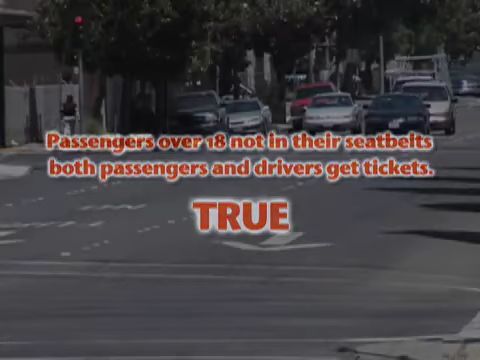 Passengers over 18 not in their seatbelts
both passengers and drivers get tickets.
TRUE